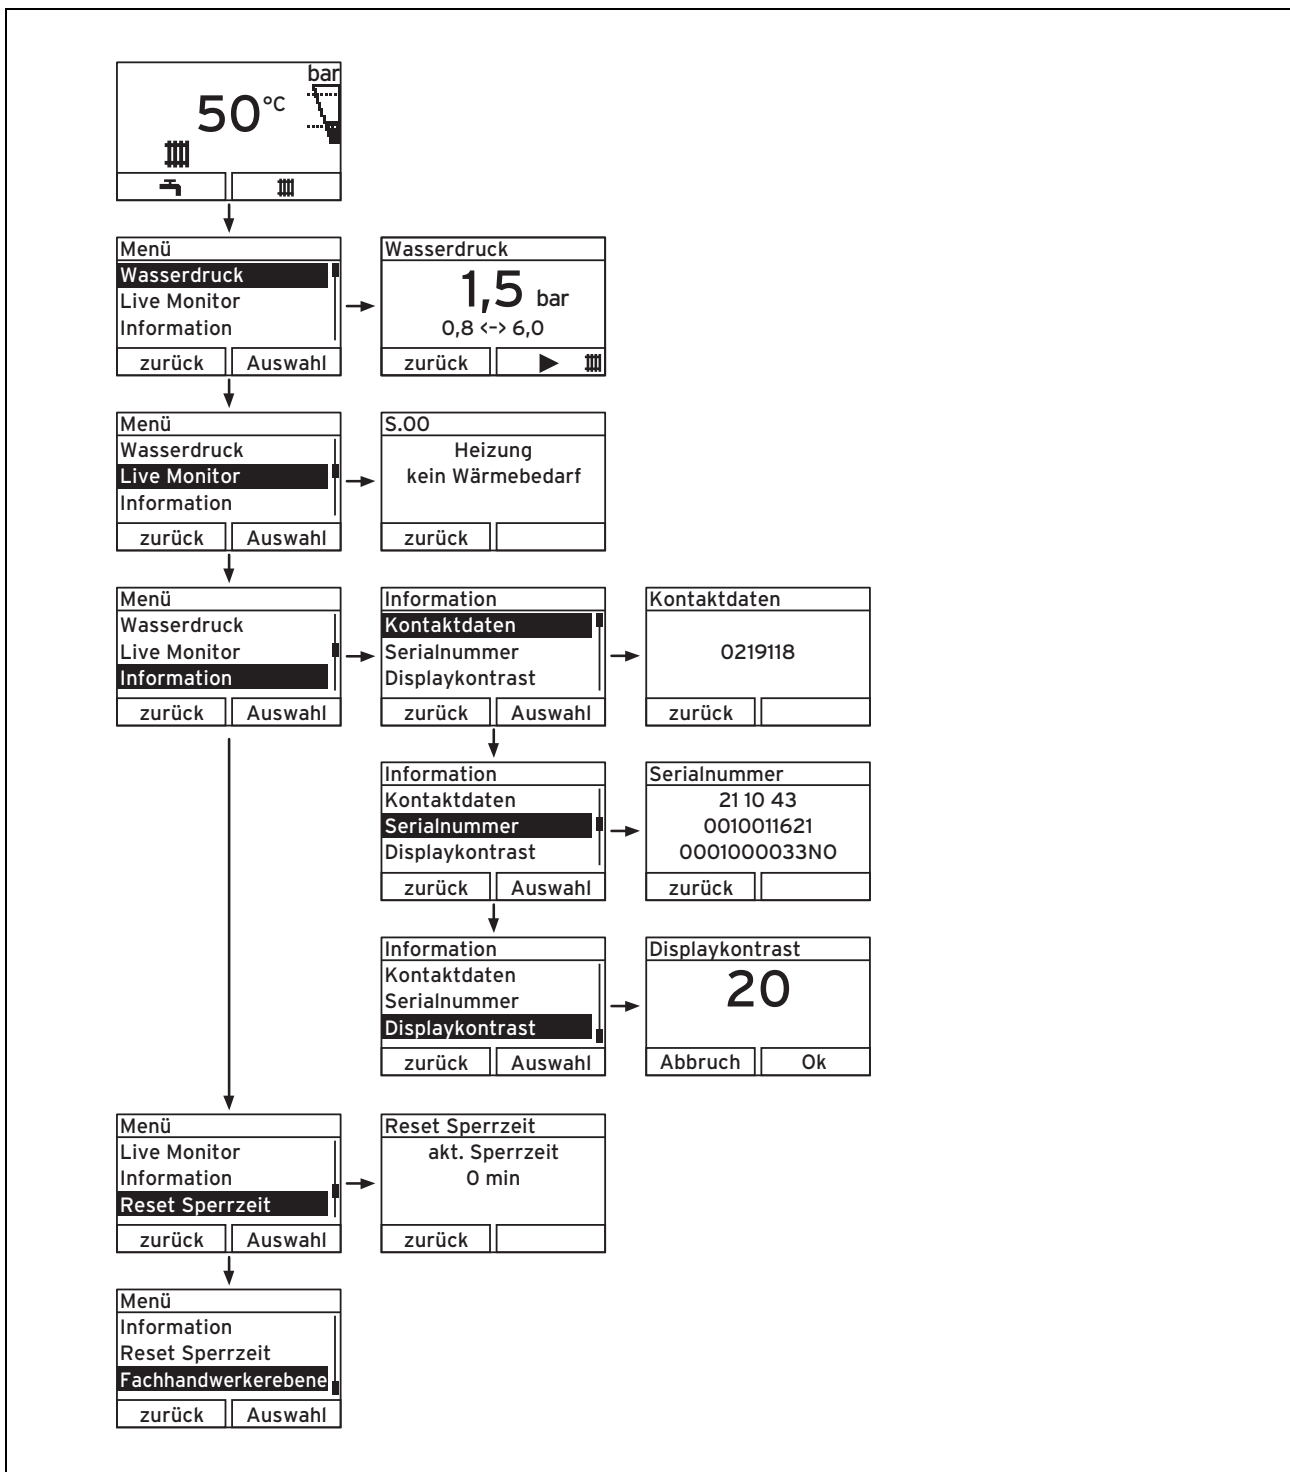 bar
50°C
Menü
Wasserdruck
Live Monitor
Information
zurück Auswahl
Wasserdruck
1,5 bar
0,8 <-> 6,0
zurück
Menü
Wasserdruck
Live Monitor
Information
zurück Auswahl
S.00
Heizung
kein Wärmebedarf
zurück
Menü
Wasserdruck
Live Monitor
Information
zurück Auswahl
Information
Kontaktdaten
Serialnummer
Displaykontrast
zurück Auswahl
Kontaktdaten
0219118
zurück
Information
Kontaktdaten
Serialnummer
Displaykontrast
zurück Auswahl
Serialnummer
21 10 43
0010011621
0001000033N0
zurück
Information
Kontaktdaten
Serialnummer
Displaykontrast
zurück Auswahl
Displaykontrast
20
Abbruch Ok
Menü
Live Monitor
Information
Reset Sperrzeit
zurück Auswahl
Reset Sperrzeit
akt. Sperrzeit
0 min
zurück
Menü
Information
Reset Sperrzeit
Fachhandwerkerebene
zurück Auswahl